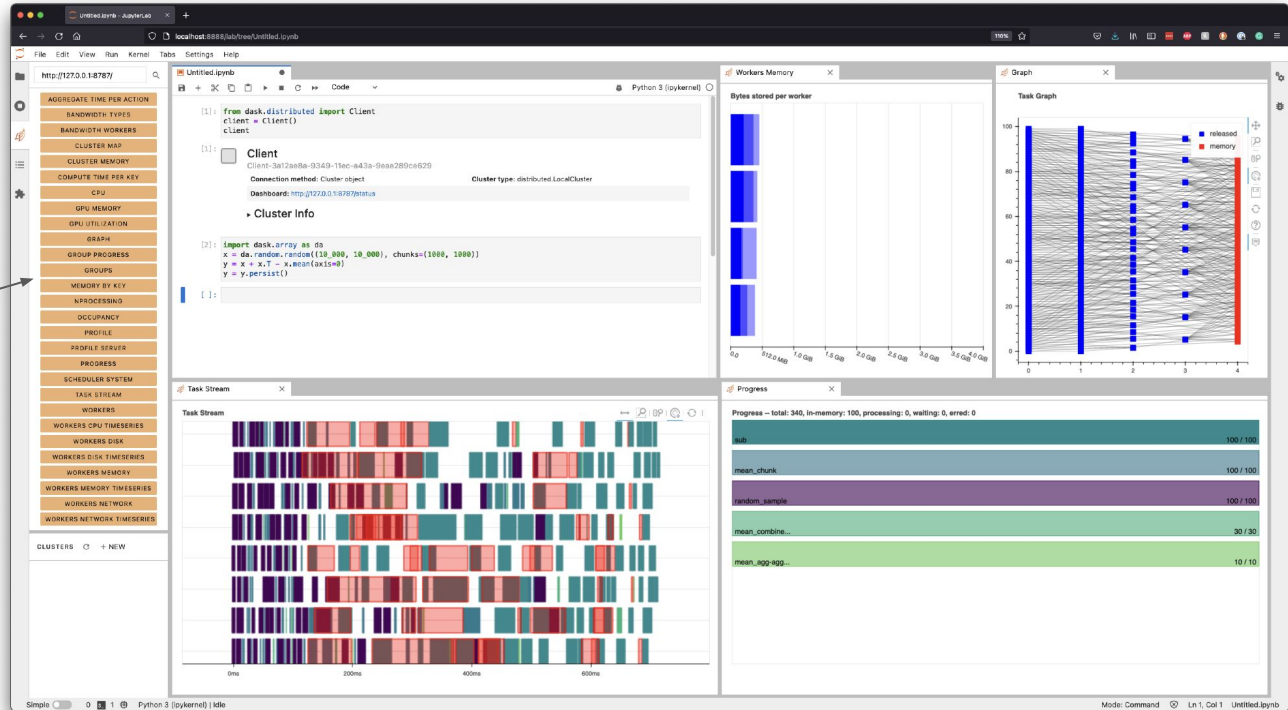 Untitled.ipynb - JupyterLab
localhost:8888/lab/tree/Untitled.ipynb
110%
File Edit View Run Kernel Tabs Settings Help
http://127.0.0.1:8787/
AGGREGATE TIME PER ACTION
BANDWIDTH TYPES
BANDWIDTH WORKERS
CLUSTER MAP
CLUSTER MEMORY
COMPUTE TIME PER KEY
CPU
GPU MEMORY
GPU UTILIZATION
GRAPH
GROUP PROGRESS
GROUPS
MEMORY BY KEY
NPROCESSING
OCCUPANCY
PROFILE
PROFILE SERVER
PROGRESS
SCHEDULER SYSTEM
TASK STREAM
WORKERS
WORKERS CPU TIMESERIES
WORKERS DISK
WORKERS DISK TIMESERIES
WORKERS MEMORY
WORKERS MEMORY TIMESERIES
WORKERS NETWORK
WORKERS NETWORK TIMESERIES
CLUSTERS + NEW
Untitled.ipynb
Code
Python 3 (ipykernel)
[1]: from dask.distributed import Client
client = Client()
client
[1]: Client
Client-3a12ae8a-9349-11ec-a43a-9eae289ce629
Connection method: Cluster object Cluster type: distributed.LocalCluster
Dashboard: http://127.0.0.1:8787/status
Cluster Info
[2]: import dask.array as da
x = da.random.random((10_000, 10_000), chunks=(1000, 1000))
y = x + x.T - x.mean(axis=0)
y = y.persist()
[ ]:
Workers Memory
Bytes stored per worker
0.0 512.0 MiB 1.0 GiB 1.5 GiB 2.0 GiB 2.5 GiB 3.0 GiB 3.5 GiB 4.0 GiB
Graph
Task Graph
released
memory
100
80
60
40
20
0
0 1 2 3 4
Task Stream
Task Stream
0ms 200ms 400ms 600ms
Progress
Progress -- total: 340, in-memory: 100, processing: 0, waiting: 0, erred: 0
sub 100 / 100
mean_chunk 100 / 100
random_sample 100 / 100
mean_combine... 30 / 30
mean_agg-agg... 10 / 10
Simple 0 1 Python 3 (ipykernel) | Idle
Mode: Command Ln 1, Col 1 Untitled.ipynb